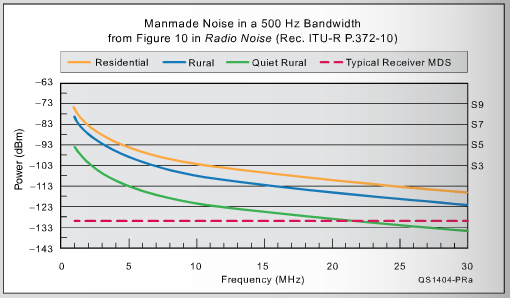 Manmade Noise in a 500 Hz Bandwidth
from Figure 10 in Radio Noise (Rec. ITU-R P.372-10)
Residential Rural Quiet Rural Typical Receiver MDS
Power (dBm)
–63
–73 S9
–83 S7
–93 S5
–103 S3
–113
–123
–133
–143
0 5 10 15 20 25 30
Frequency (MHz)
QS1404-PRa